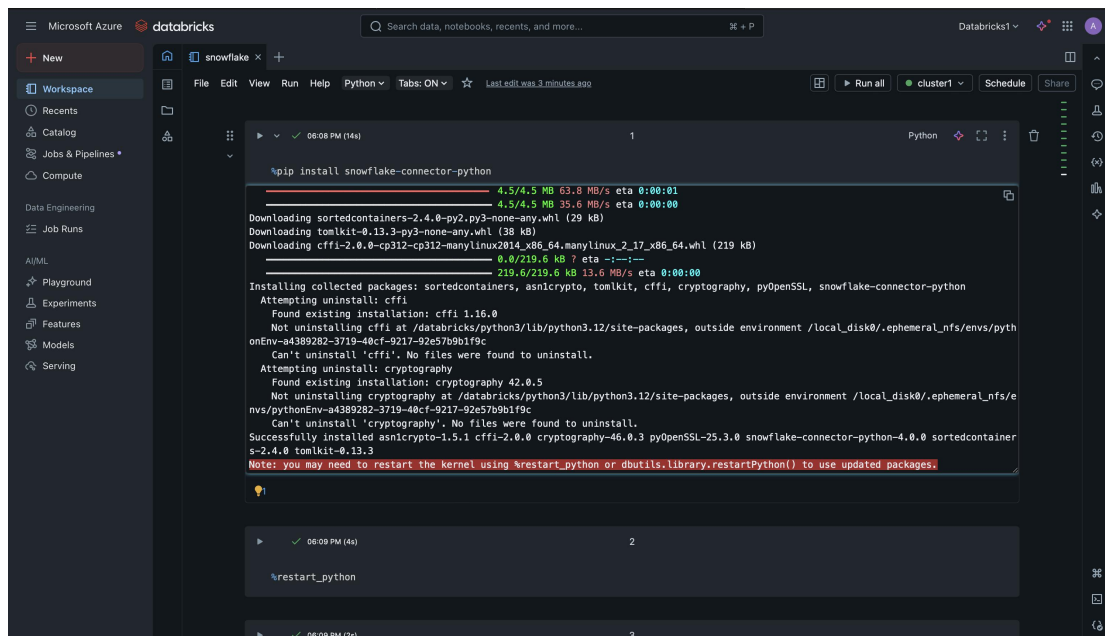 Microsoft Azure databricks Search data, notebooks, recents, and more... ⌘ + P Databricks1 A
New
snowflake × +
Workspace
Recents
Catalog
Jobs & Pipelines
Compute
Data Engineering
Job Runs
AI/ML
Playground
Experiments
Features
Models
Serving
File Edit View Run Help Python Tabs: ON Last edit was 3 minutes ago Run all cluster1 Schedule Share
06:08 PM (14s) 1 Python
%pip install snowflake-connector-python
4.5/4.5 MB 63.8 MB/s eta 0:00:01
4.5/4.5 MB 35.6 MB/s eta 0:00:00
Downloading sortedcontainers-2.4.0-py2.py3-none-any.whl (29 kB)
Downloading tomlkit-0.13.3-py3-none-any.whl (38 kB)
Downloading cffi-2.0.0-cp312-cp312-manylinux2014_x86_64.manylinux_2_17_x86_64.whl (219 kB)
0.0/219.6 kB ? eta -:--:--
219.6/219.6 kB 13.6 MB/s eta 0:00:00
Installing collected packages: sortedcontainers, asn1crypto, tomlkit, cffi, cryptography, pyOpenSSL, snowflake-connector-python
Attempting uninstall: cffi
Found existing installation: cffi 1.16.0
Not uninstalling cffi at /databricks/python3/lib/python3.12/site-packages, outside environment /local_disk0/.ephemeral_nfs/envs/pyth
onEnv-a4389282-3719-40cf-9217-92e57b9b1f9c
Can't uninstall 'cffi'. No files were found to uninstall.
Attempting uninstall: cryptography
Found existing installation: cryptography 42.0.5
Not uninstalling cryptography at /databricks/python3/lib/python3.12/site-packages, outside environment /local_disk0/.ephemeral_nfs/e
nvs/pythonEnv-a4389282-3719-40cf-9217-92e57b9b1f9c
Can't uninstall 'cryptography'. No files were found to uninstall.
Successfully installed asn1crypto-1.5.1 cffi-2.0.0 cryptography-46.0.3 pyOpenSSL-25.3.0 snowflake-connector-python-4.0.0 sortedcontainer
s-2.4.0 tomlkit-0.13.3
Note: you may need to restart the kernel using %restart_python or dbutils.library.restartPython() to use updated packages.
1
06:09 PM (4s) 2
%restart_python
06:09 PM (2s) 3